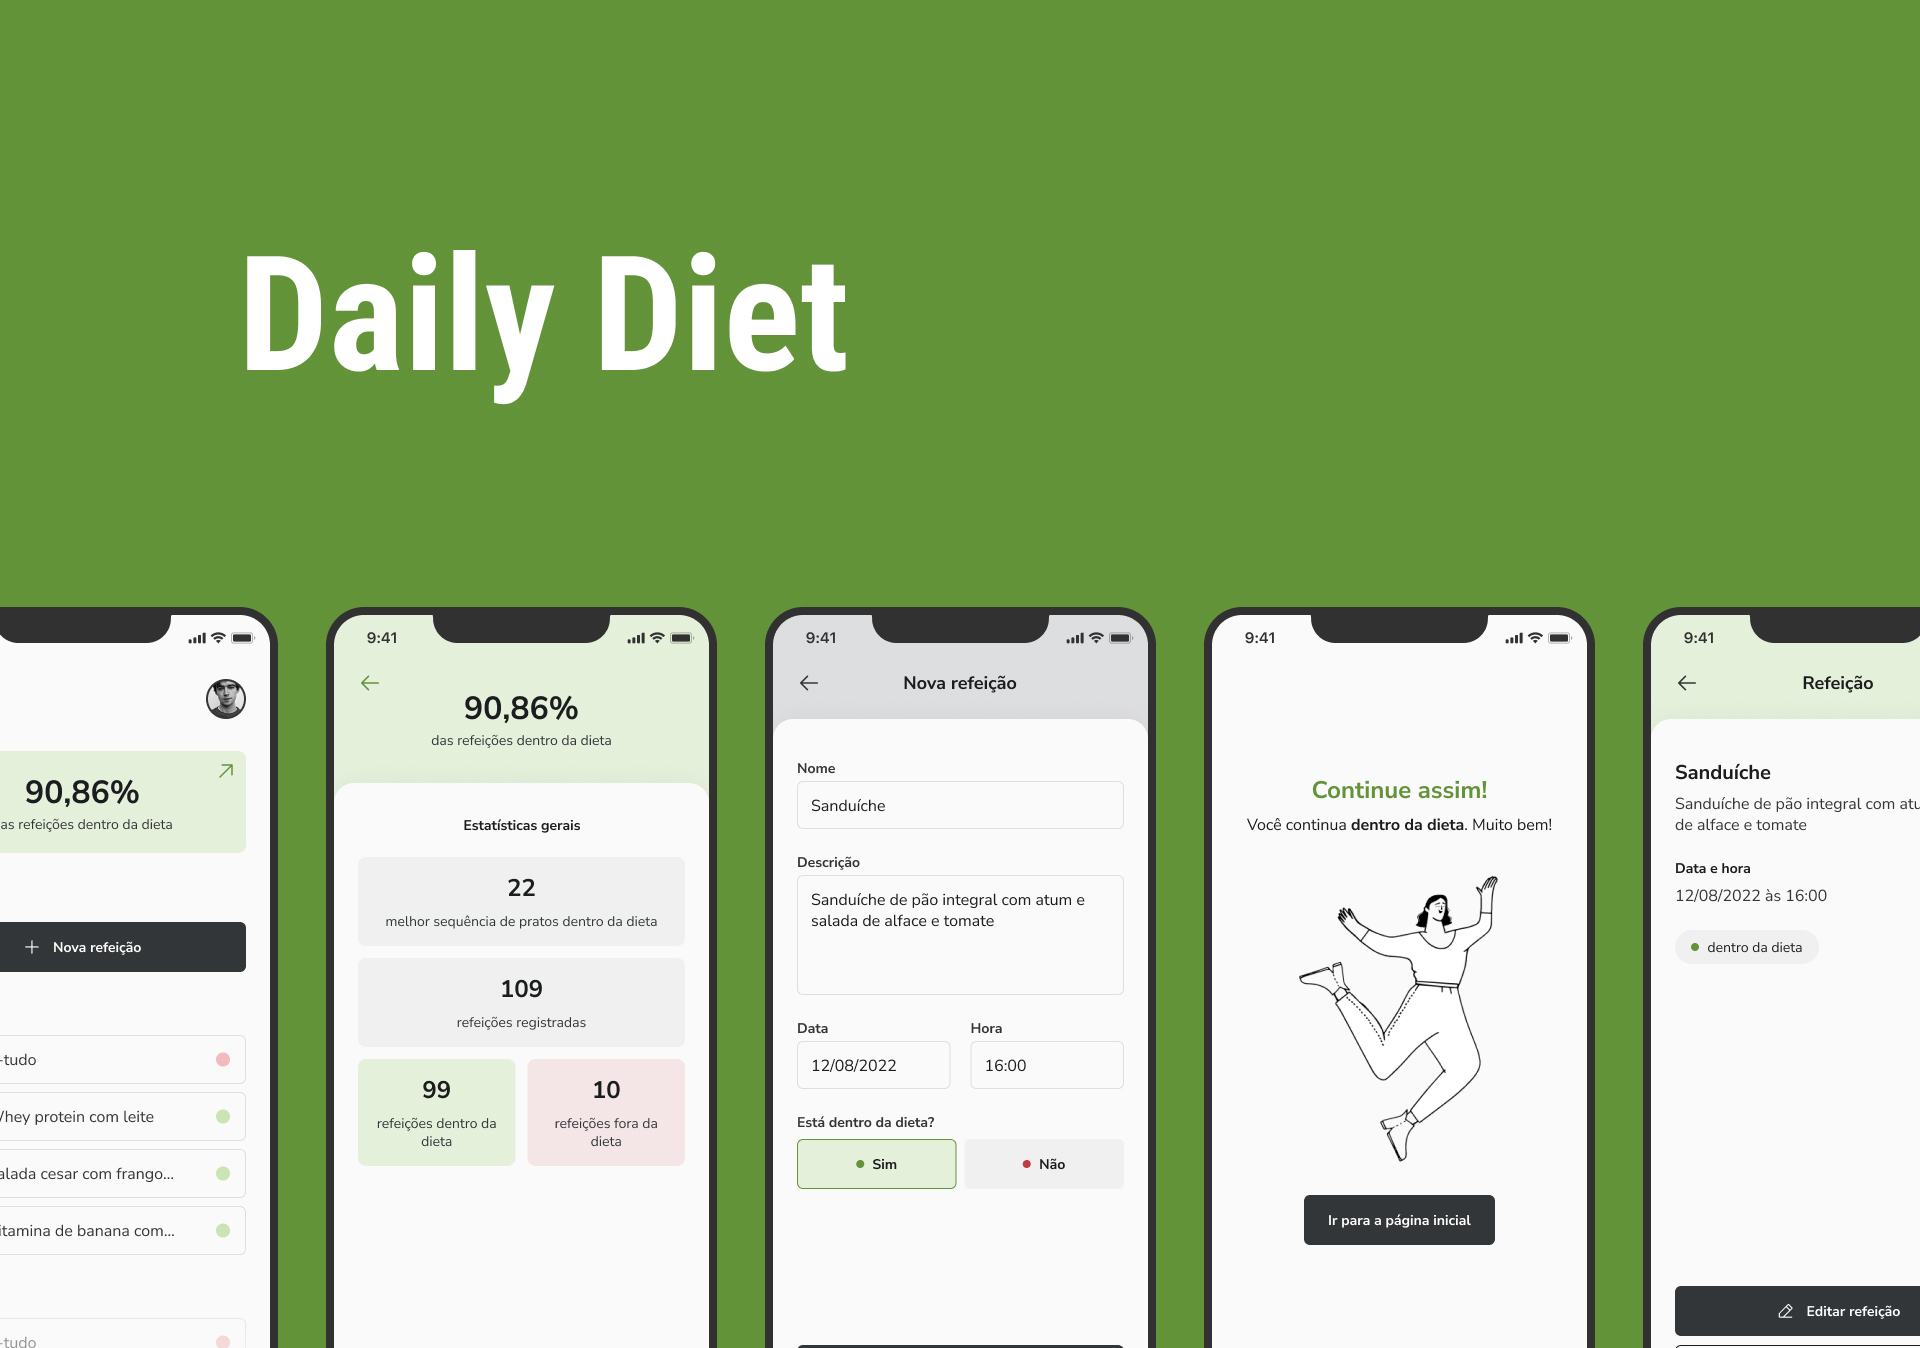 Daily Diet
90,86%
as refeições dentro da dieta
Nova refeição
-tudo
hey protein com leite
alada cesar com frango...
itamina de banana com...
-tudo
9:41
90,86%
das refeições dentro da dieta
Estatísticas gerais
22
melhor sequência de pratos dentro da dieta
109
refeições registradas
99
refeições dentro da
dieta
10
refeições fora da
dieta
9:41
Nova refeição
Nome
Sanduíche
Descrição
Sanduíche de pão integral com atum e
salada de alface e tomate
Data
Hora
12/08/2022
16:00
Está dentro da dieta?
Sim
Não
9:41
Continue assim!
Você continua dentro da dieta. Muito bem!
Ir para a página inicial
9:41
Refeição
Sanduíche
Sanduíche de pão integral com atu
de alface e tomate
Data e hora
12/08/2022 às 16:00
dentro da dieta
Editar refeição